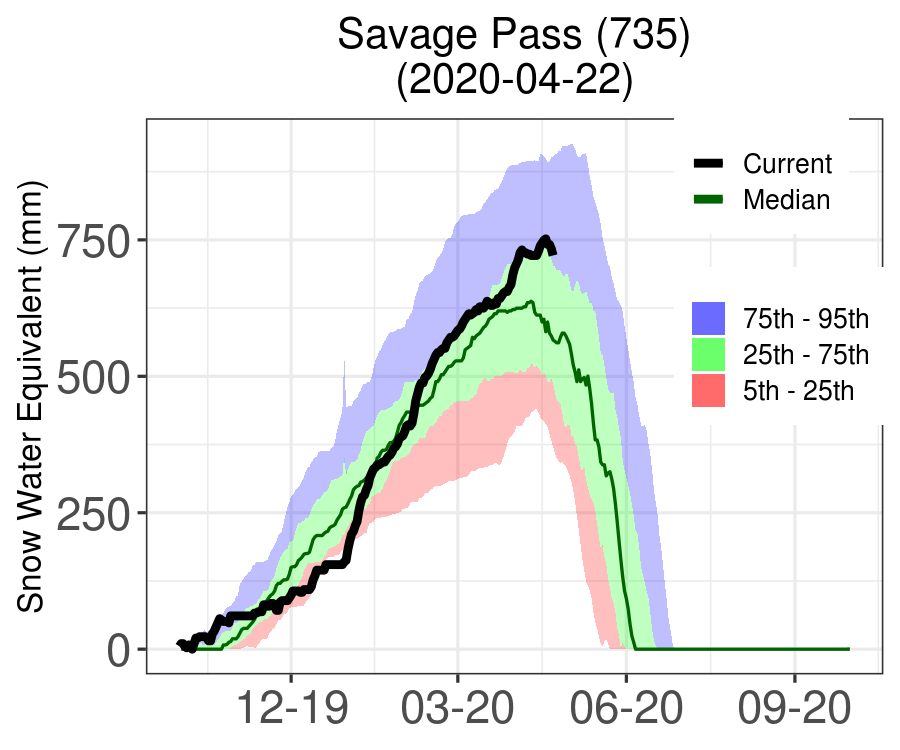 Savage Pass (735)
(2020-04-22)
Snow Water Equivalent (mm)
750
500
250
0
12-19
03-20
06-20
09-20
Current
Median
75th - 95th
25th - 75th
5th - 25th